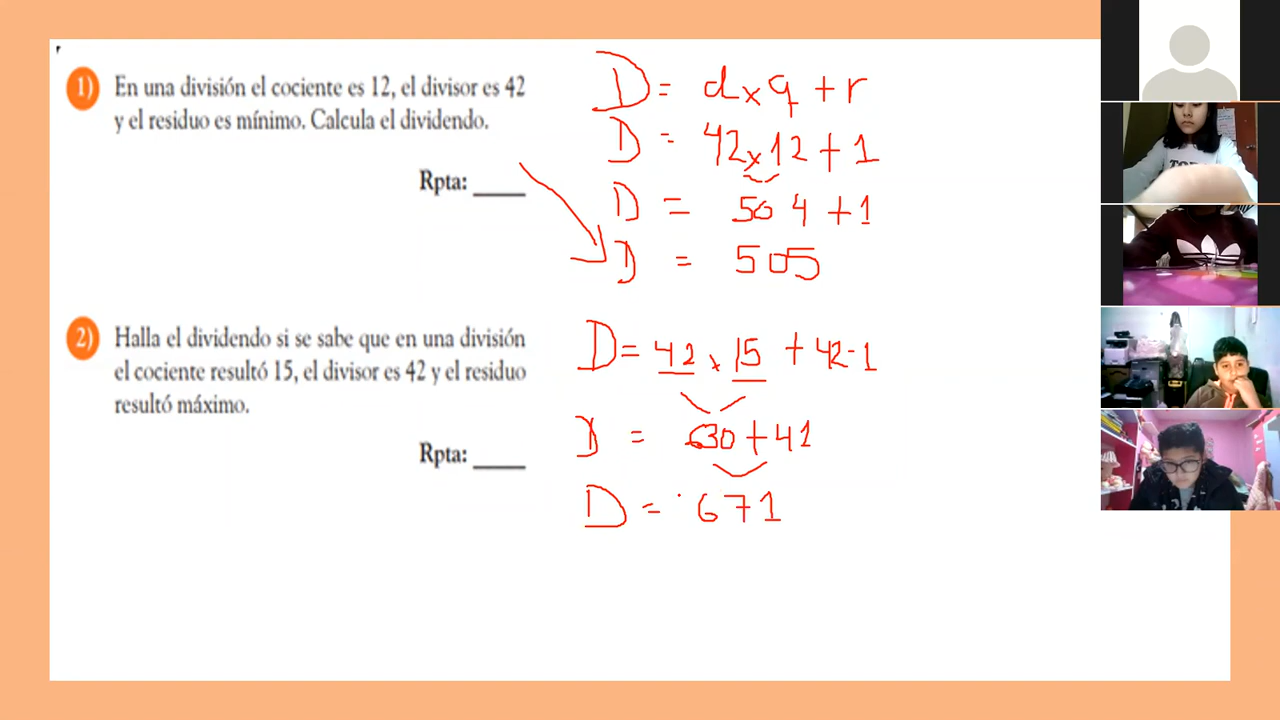 1) En una división el cociente es 12, el divisor es 42
y el residuo es mínimo. Calcula el dividendo.
Rpta: ____
D = d x q + r
D = 42 x 12 + 1
D = 504 + 1
D = 505
2) Halla el dividendo si se sabe que en una división
el cociente resultó 15, el divisor es 42 y el residuo
resultó máximo.
Rpta: ____
D = 42 x 15 + 42-1
D = 630 + 41
D = 671